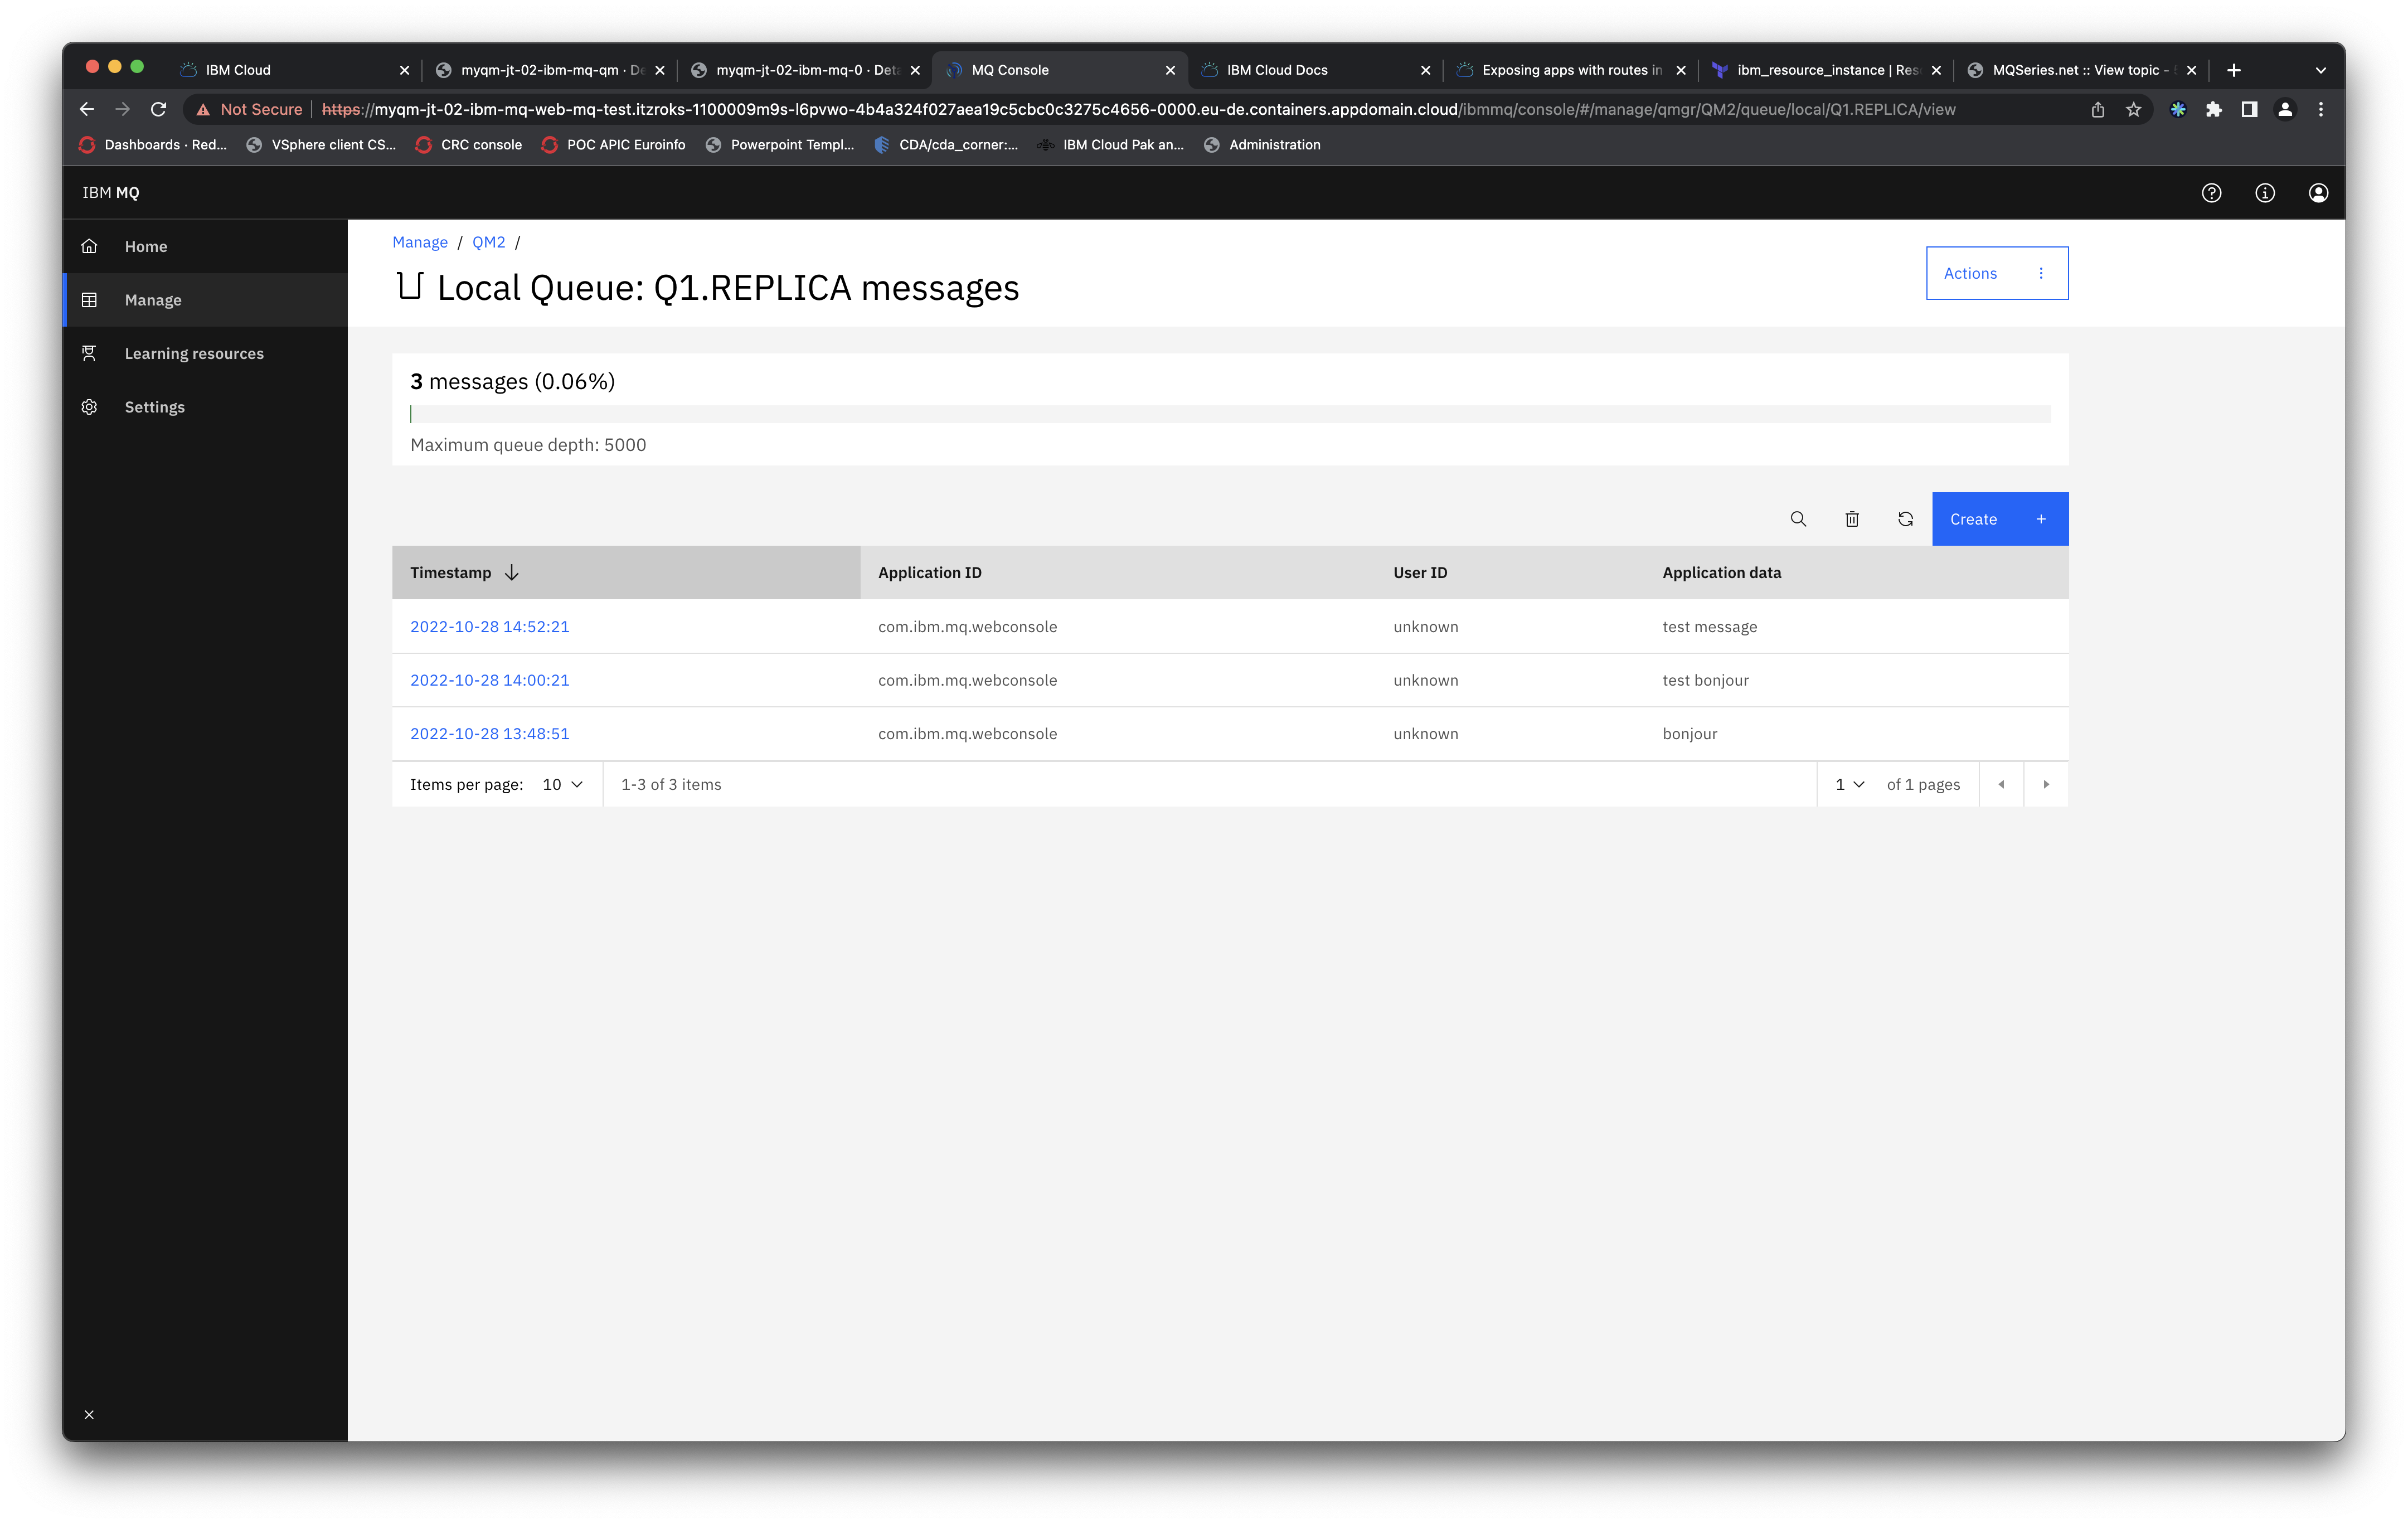 IBM Cloud
myqm-jt-02-ibm-mq-qm · De
myqm-jt-02-ibm-mq-0 · Deta
MQ Console
IBM Cloud Docs
Exposing apps with routes in
ibm_resource_instance | Res
MQSeries.net :: View topic -
Not Secure
https://myqm-jt-02-ibm-mq-web-mq-test.itzroks-1100009m9s-l6pvwo-4b4a324f027aea19c5cbc0c3275c4656-0000.eu-de.containers.appdomain.cloud/ibmmq/console/#/manage/qmgr/QM2/queue/local/Q1.REPLICA/view
Dashboards · Red...
VSphere client CS...
CRC console
POC APIC Euroinfo
Powerpoint Templ...
CDA/cda_corner:...
IBM Cloud Pak an...
Administration
IBM MQ
Home
Manage
Learning resources
Settings
Manage / QM2 /
Local Queue: Q1.REPLICA messages
Actions
3 messages (0.06%)
Maximum queue depth: 5000
Create +
Timestamp Application ID User ID Application data
2022-10-28 14:52:21 com.ibm.mq.webconsole unknown test message
2022-10-28 14:00:21 com.ibm.mq.webconsole unknown test bonjour
2022-10-28 13:48:51 com.ibm.mq.webconsole unknown bonjour
Items per page: 10 1-3 of 3 items 1 of 1 pages